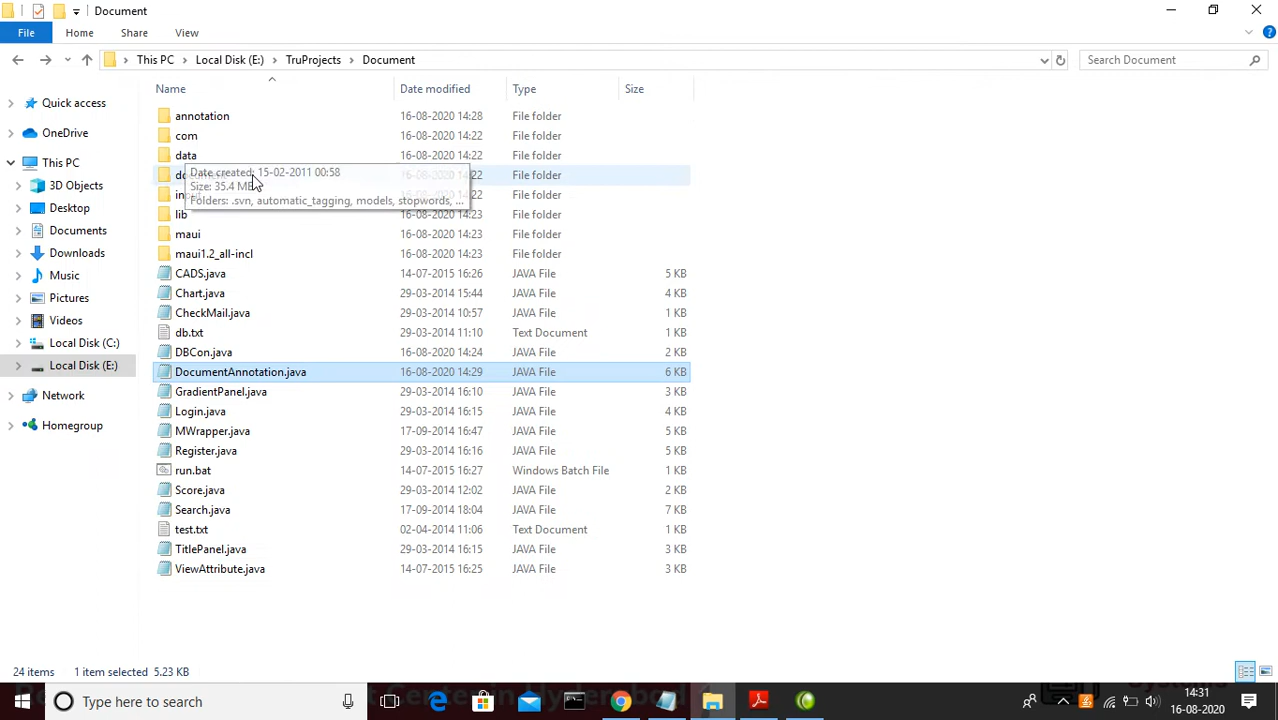 Document
File Home Share View
This PC Local Disk (E:) TruProjects Document Search Document
Name Date modified Type Size
Quick access
OneDrive
This PC
3D Objects
Desktop
Documents
Downloads
Music
Pictures
Videos
Local Disk (C:)
Local Disk (E:)
Network
Homegroup
annotation 16-08-2020 14:28 File folder
com 16-08-2020 14:22 File folder
data 16-08-2020 14:22 File folder
16-08-2020 14:22 File folder
16-08-2020 14:22 File folder
Date created: 15-02-2011 00:58
Size: 35.4 MB
Folders: .svn, automatic_tagging, models, stopwords, ...
lib 16-08-2020 14:23 File folder
maui 16-08-2020 14:23 File folder
maui1.2_all-incl 16-08-2020 14:23 File folder
CADS.java 14-07-2015 16:26 JAVA File 5 KB
Chart.java 29-03-2014 15:44 JAVA File 4 KB
CheckMail.java 29-03-2014 10:57 JAVA File 1 KB
db.txt 29-03-2014 11:10 Text Document 1 KB
DBCon.java 16-08-2020 14:24 JAVA File 2 KB
DocumentAnnotation.java 16-08-2020 14:29 JAVA File 6 KB
GradientPanel.java 29-03-2014 16:10 JAVA File 3 KB
Login.java 29-03-2014 16:15 JAVA File 4 KB
MWrapper.java 17-09-2014 16:47 JAVA File 5 KB
Register.java 29-03-2014 16:16 JAVA File 5 KB
run.bat 14-07-2015 16:27 Windows Batch File 1 KB
Score.java 29-03-2014 12:02 JAVA File 2 KB
Search.java 17-09-2014 18:04 JAVA File 7 KB
test.txt 02-04-2014 11:06 Text Document 1 KB
TitlePanel.java 29-03-2014 16:15 JAVA File 3 KB
ViewAttribute.java 14-07-2015 16:25 JAVA File 3 KB
24 items 1 item selected 5.23 KB
Type here to search
14:31
16-08-2020